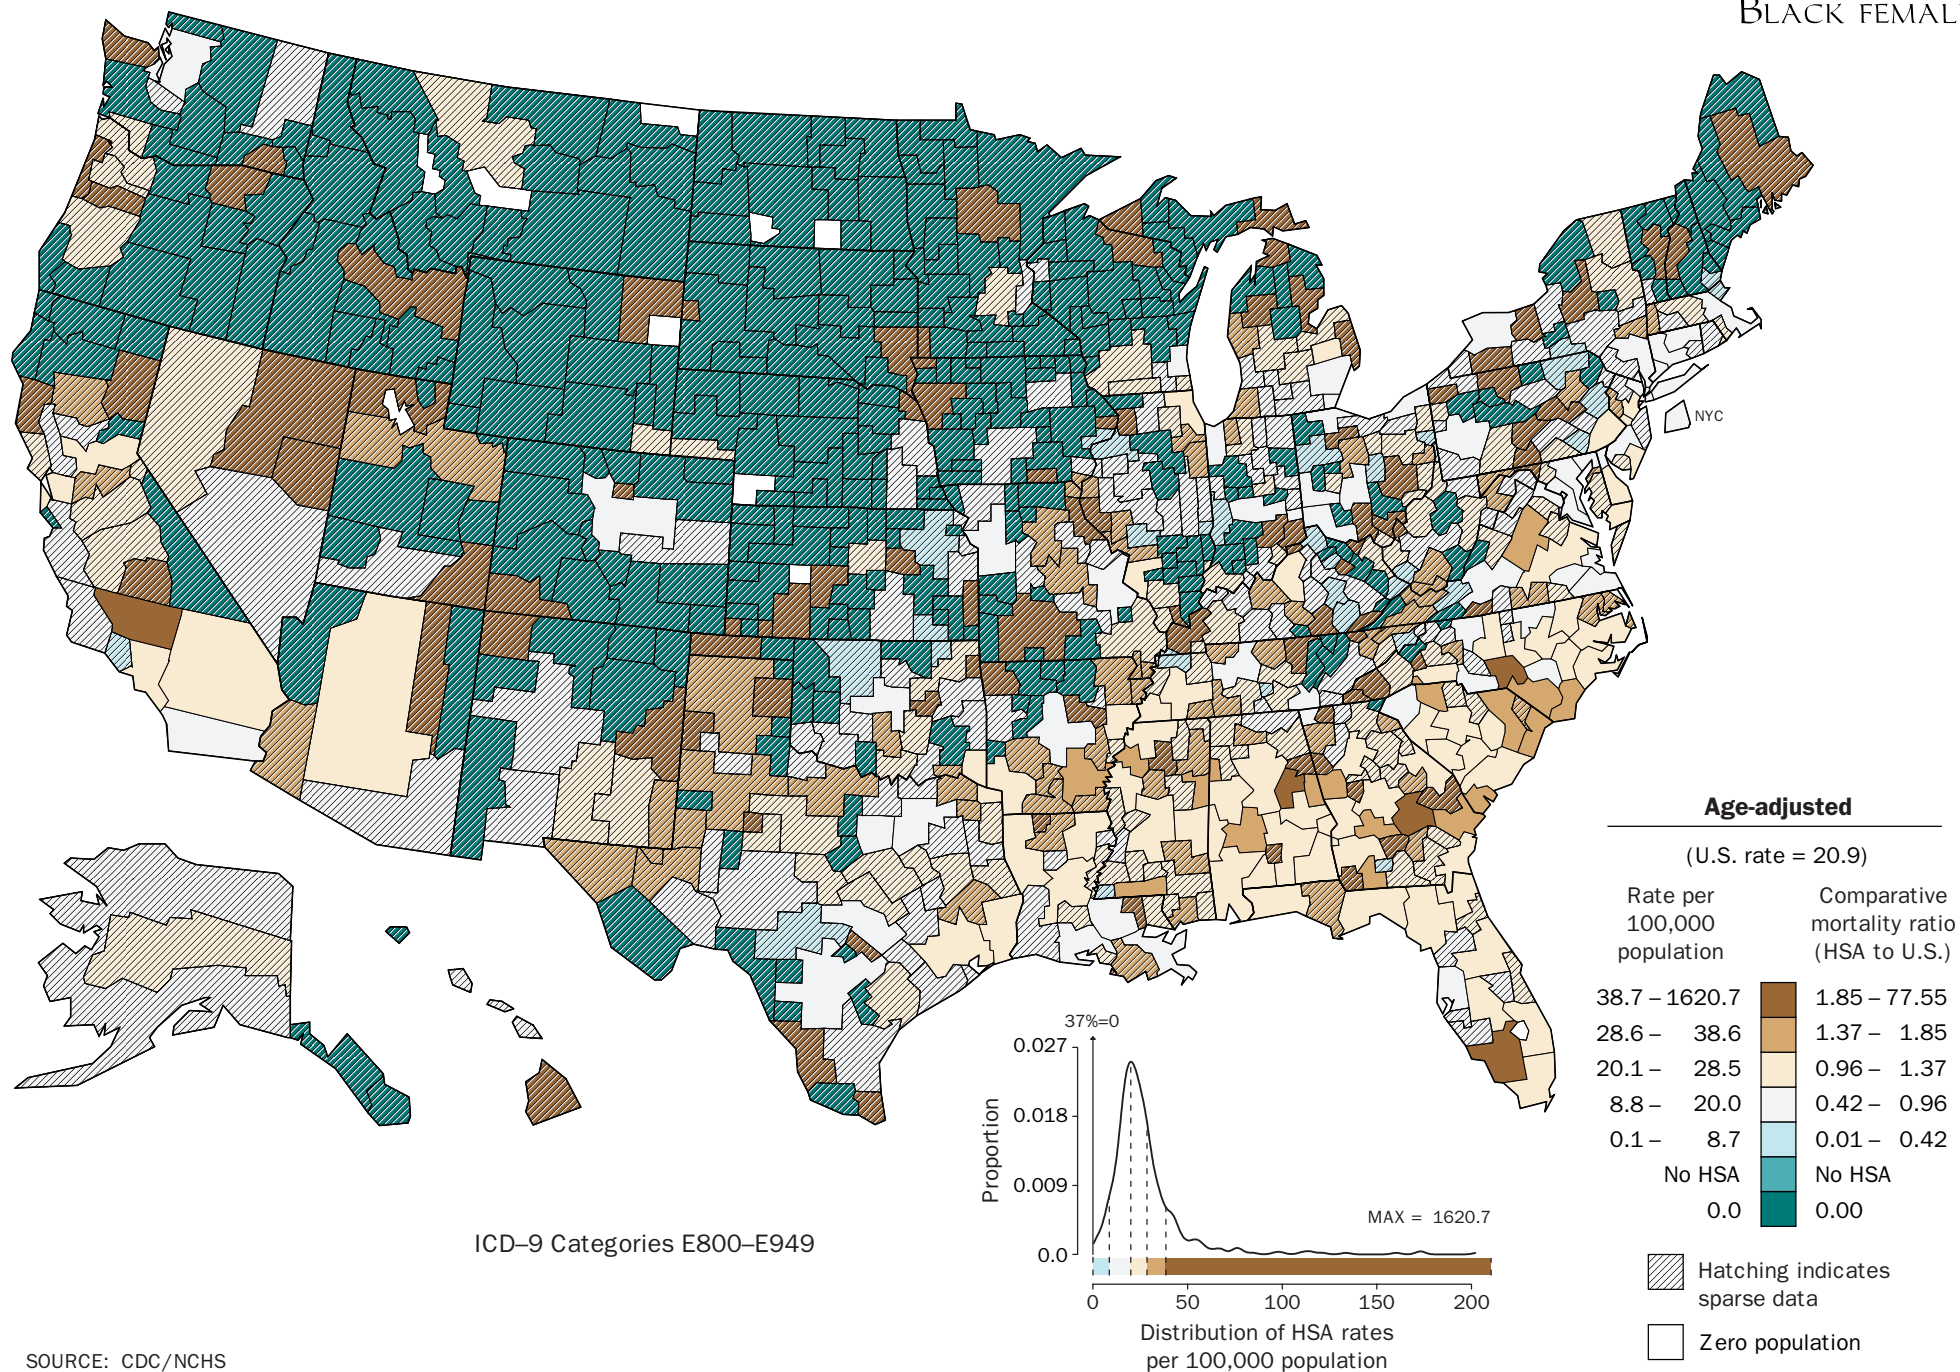 BLACK FEMAL
NYC
Age-adjusted
(U.S. rate = 20.9)
Rate per 100,000 population
Comparative mortality ratio (HSA to U.S.)
38.7 – 1620.7 1.85 – 77.55
28.6 – 38.6 1.37 – 1.85
20.1 – 28.5 0.96 – 1.37
8.8 – 20.0 0.42 – 0.96
0.1 – 8.7 0.01 – 0.42
No HSA No HSA
0.0 0.00
Hatching indicates
sparse data
Zero population
37%=0
0.027
0.018
0.009
0.0
Proportion
MAX = 1620.7
0 50 100 150 200
Distribution of HSA rates
per 100,000 population
ICD–9 Categories E800–E949
SOURCE: CDC/NCHS